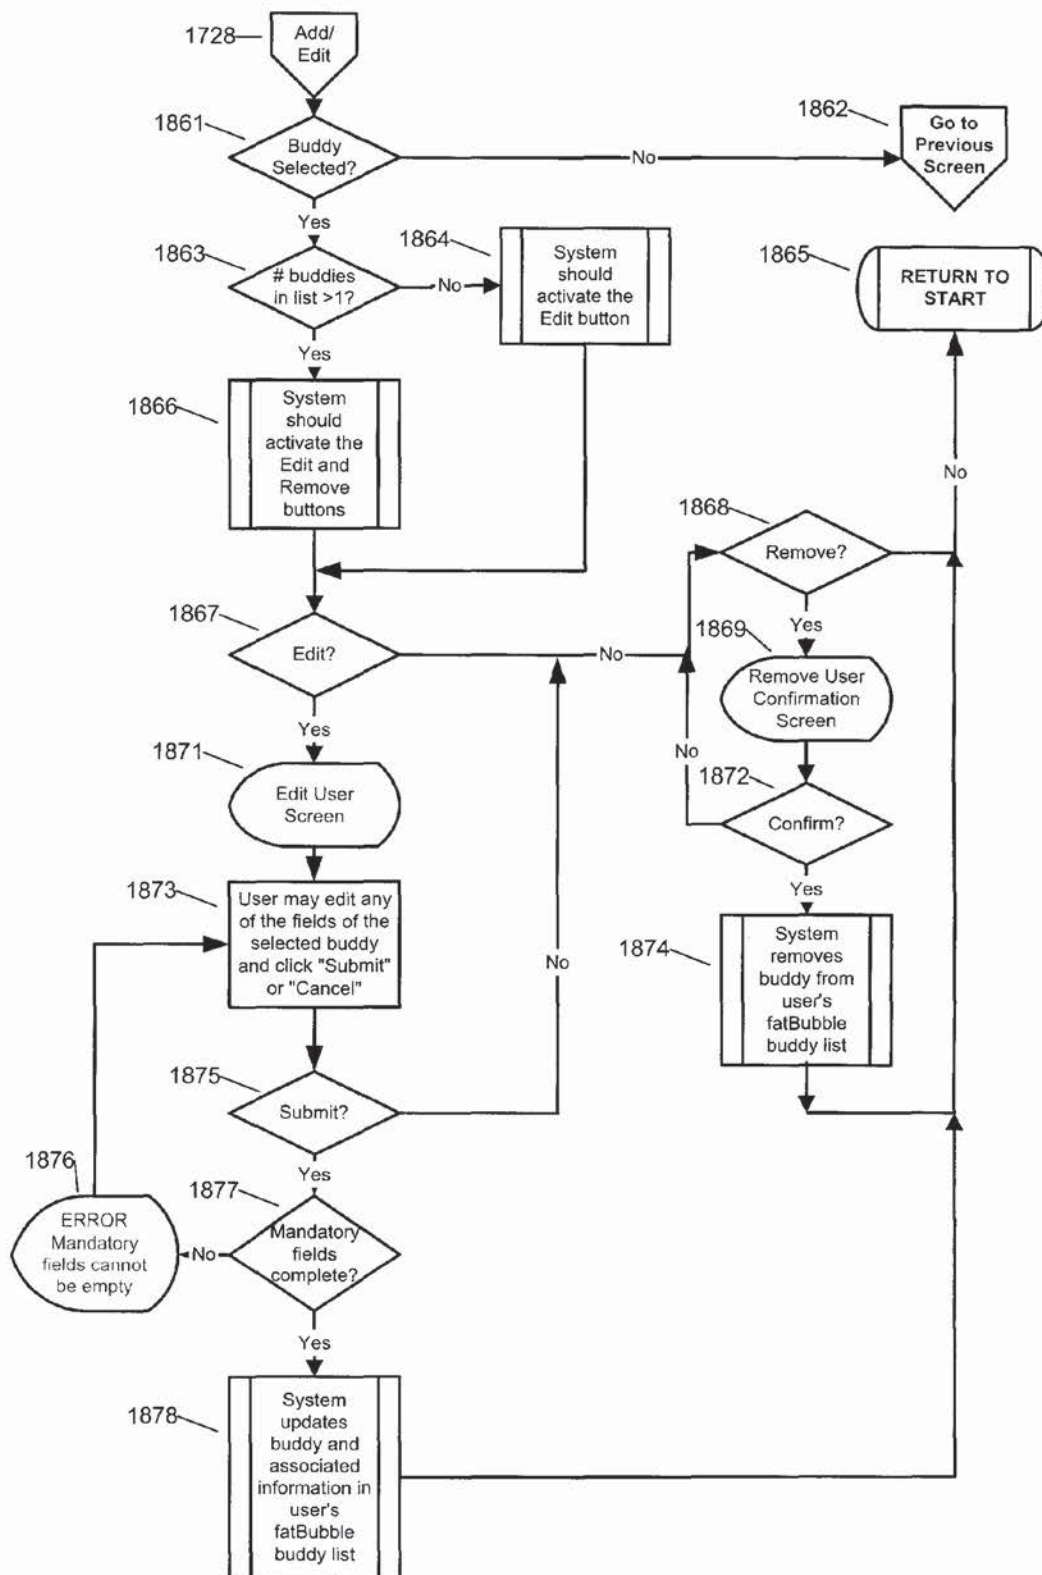 1728
Add/
Edit
1861
Buddy
Selected?
No
1862
Go to
Previous
Screen
Yes
1863
# buddies
in list >1?
No
1864
System
should
activate the
Edit button
1865
RETURN TO
START
Yes
1866
System
should
activate the
Edit and
Remove
buttons
No
1868
Remove?
1867
Edit?
No
Yes
1869
Remove User
Confirmation
Screen
Yes
1871
Edit User
Screen
No
1872
Confirm?
1873
User may edit any
of the fields of the
selected buddy
and click "Submit"
or "Cancel"
Yes
No
1874
System
removes
buddy from
user's
fatBubble
buddy list
1875
Submit?
Yes
1876
ERROR
Mandatory
fields cannot
be empty
No
1877
Mandatory
fields
complete?
Yes
1878
System
updates
buddy and
associated
information in
user's
fatBubble
buddy list